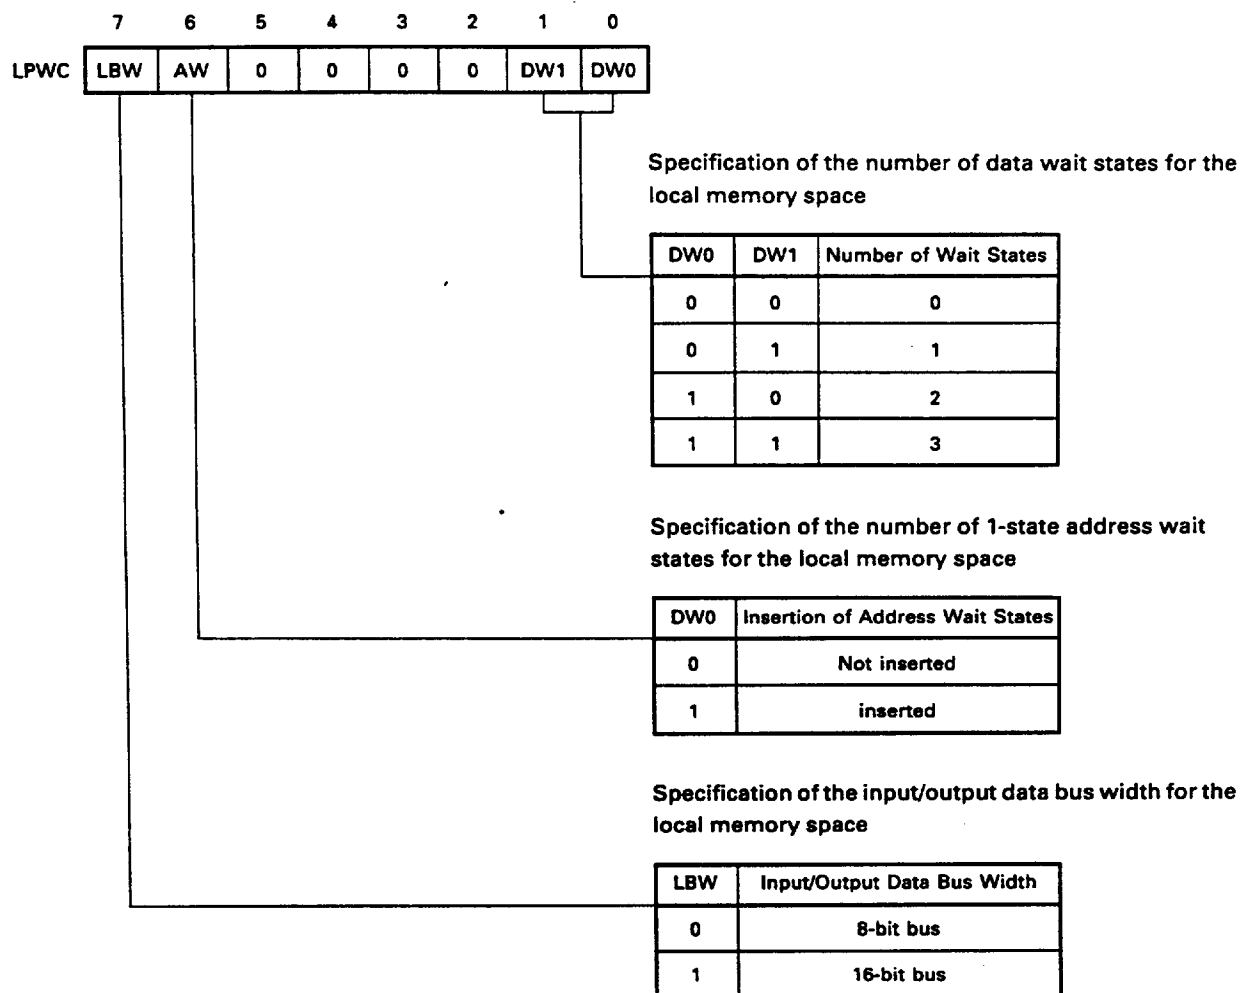 7 6 5 4 3 2 1 0
LPWC LBW AW 0 0 0 0 DW1 DW0
Specification of the number of data wait states for the
local memory space
DW0 DW1 Number of Wait States
0 0 0
0 1 1
1 0 2
1 1 3
Specification of the number of 1-state address wait
states for the local memory space
DW0 Insertion of Address Wait States
0 Not inserted
1 inserted
Specification of the input/output data bus width for the
local memory space
LBW Input/Output Data Bus Width
0 8-bit bus
1 16-bit bus